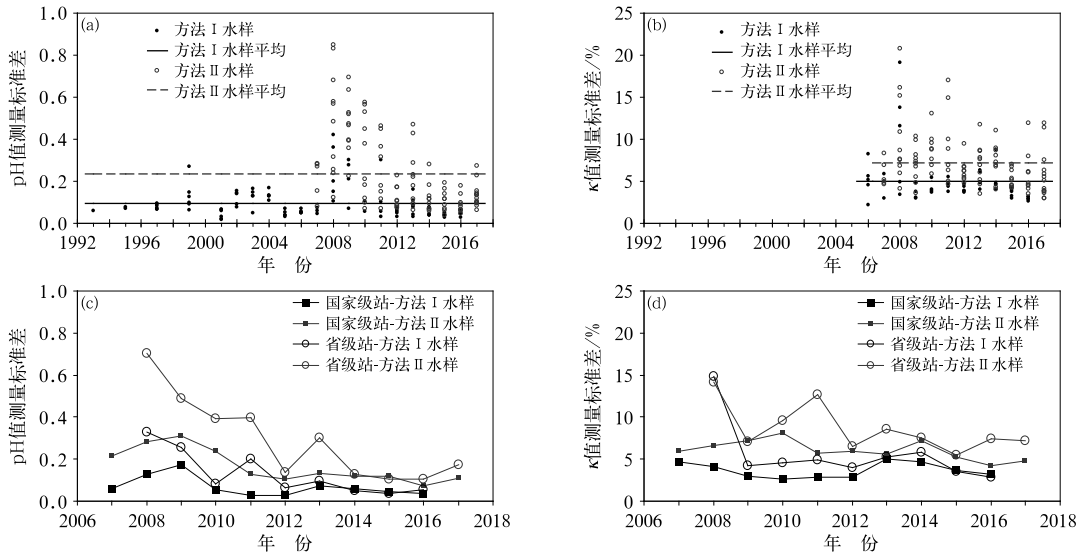 (a)
方法Ⅰ水样
方法Ⅰ水样平均
方法Ⅱ水样
方法Ⅱ水样平均
pH值测量标准差
1.0
0.8
0.6
0.4
0.2
0.0
1992 1996 2000 2004 2008 2012 2016
年 份
(b)
方法Ⅰ水样
方法Ⅰ水样平均
方法Ⅱ水样
方法Ⅱ水样平均
κ值测量标准差/%
25
20
15
10
5
0
1992 1996 2000 2004 2008 2012 2016
年 份
(c)
国家级站-方法Ⅰ水样
国家级站-方法Ⅱ水样
省级站-方法Ⅰ水样
省级站-方法Ⅱ水样
pH值测量标准差
1.0
0.8
0.6
0.4
0.2
0.0
2006 2008 2010 2012 2014 2016 2018
年 份
(d)
国家级站-方法Ⅰ水样
国家级站-方法Ⅱ水样
省级站-方法Ⅰ水样
省级站-方法Ⅱ水样
κ值测量标准差/%
25
20
15
10
5
0
2006 2008 2010 2012 2014 2016 2018
年 份